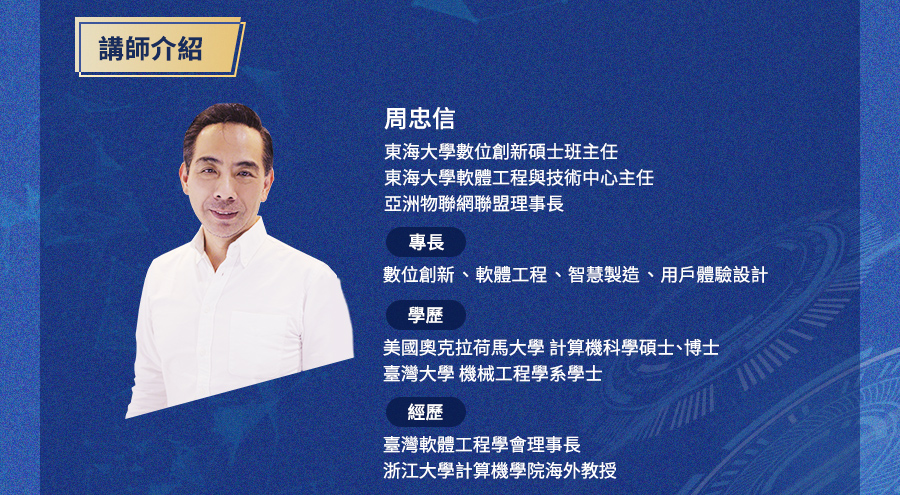 講師介紹
周忠信
東海大學數位創新碩士班主任
東海大學軟體工程與技術中心主任
亞洲物聯網聯盟理事長
專長
數位創新、軟體工程、智慧製造、用戶體驗設計
學歷
美國奧克拉荷馬大學 計算機科學碩士、博士
臺灣大學 機械工程學系學士
經歷
臺灣軟體工程學會理事長
浙江大學計算機學院海外教授